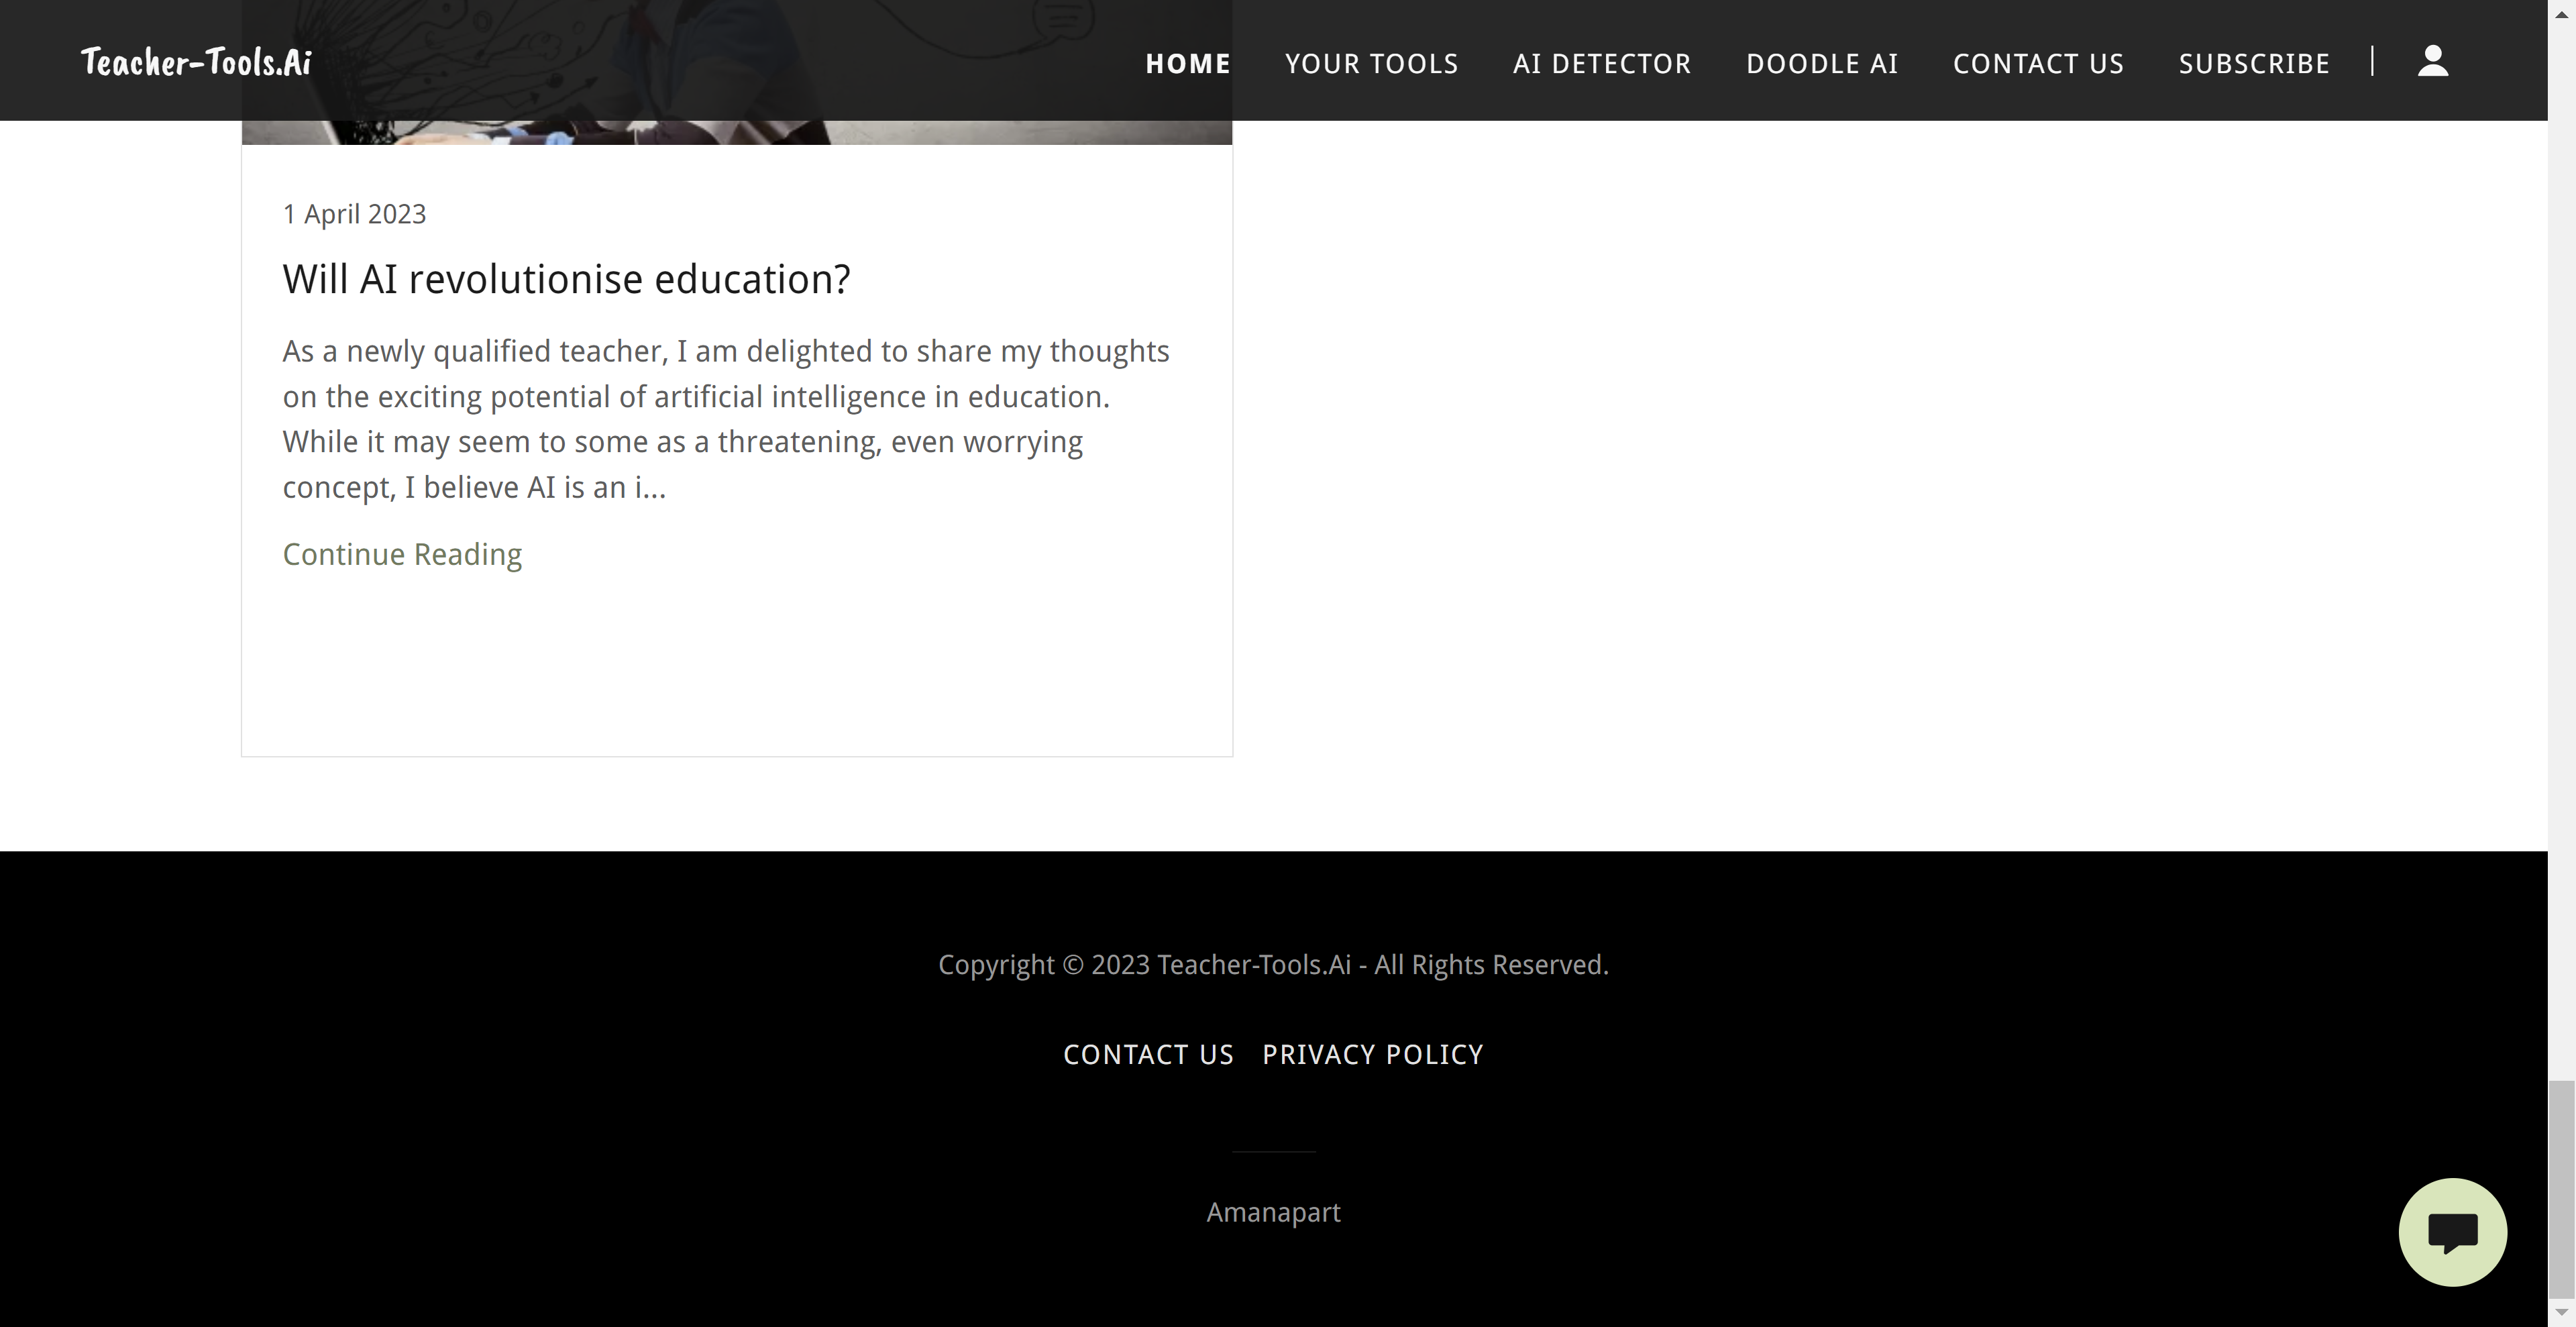 Teacher-Tools.Ai
HOME YOUR TOOLS AI DETECTOR DOODLE AI CONTACT US SUBSCRIBE
1 April 2023
Will AI revolutionise education?
As a newly qualified teacher, I am delighted to share my thoughts
on the exciting potential of artificial intelligence in education.
While it may seem to some as a threatening, even worrying
concept, I believe AI is an i...
Continue Reading
Copyright © 2023 Teacher-Tools.Ai - All Rights Reserved.
CONTACT US PRIVACY POLICY
Amanapart